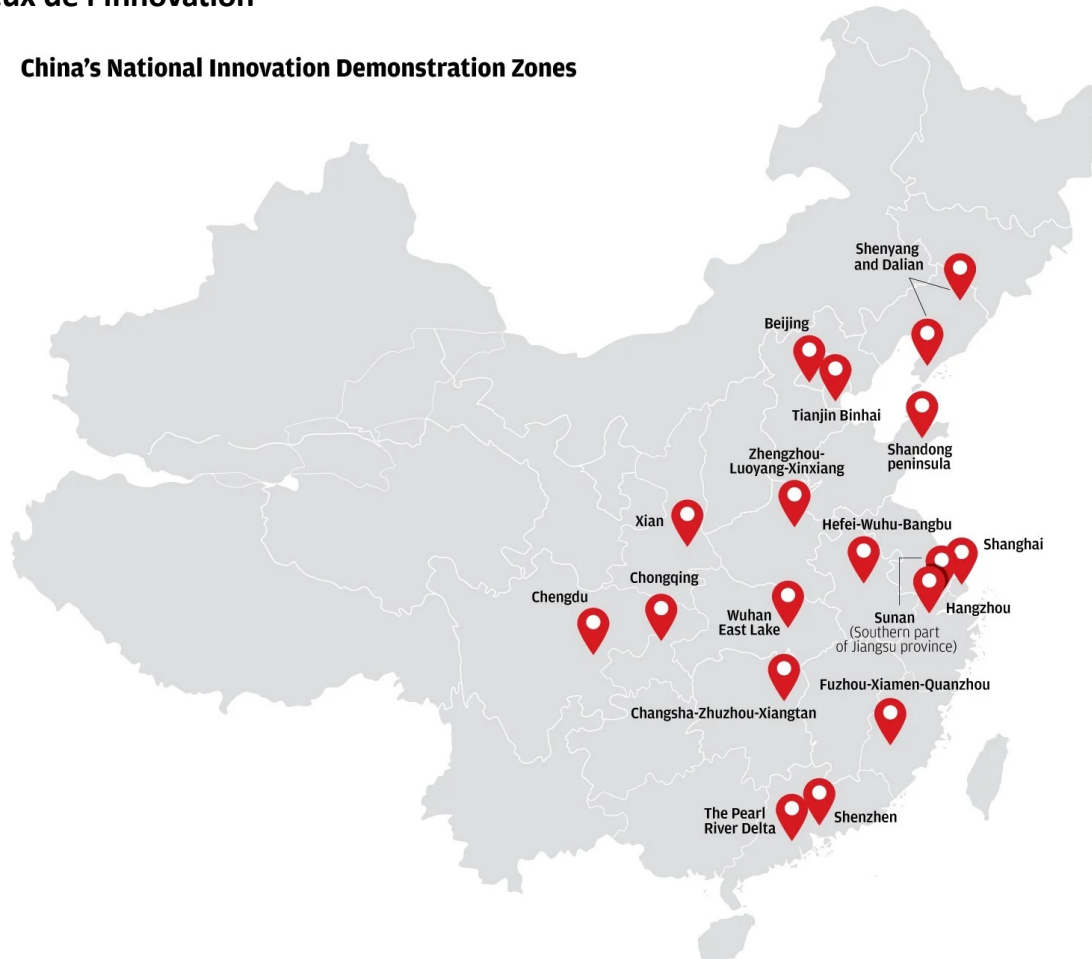 de l'innovation
China's National Innovation Demonstration Zones
Shenyang
and Dalian
Beijing
Tianjin Binhai
Shandong
peninsula
Zhengzhou-
Luoyang-Xinxiang
Xian
Hefei-Wuhu-Bangbu
Shanghai
Chongqing
Chengdu
Wuhan
East Lake
Hangzhou
Sunan
(Southern part
of Jiangsu province)
Fuzhou-Xiamen-Quanzhou
Changsha-Zhuzhou-Xiangtan
The Pearl
River Delta
Shenzhen